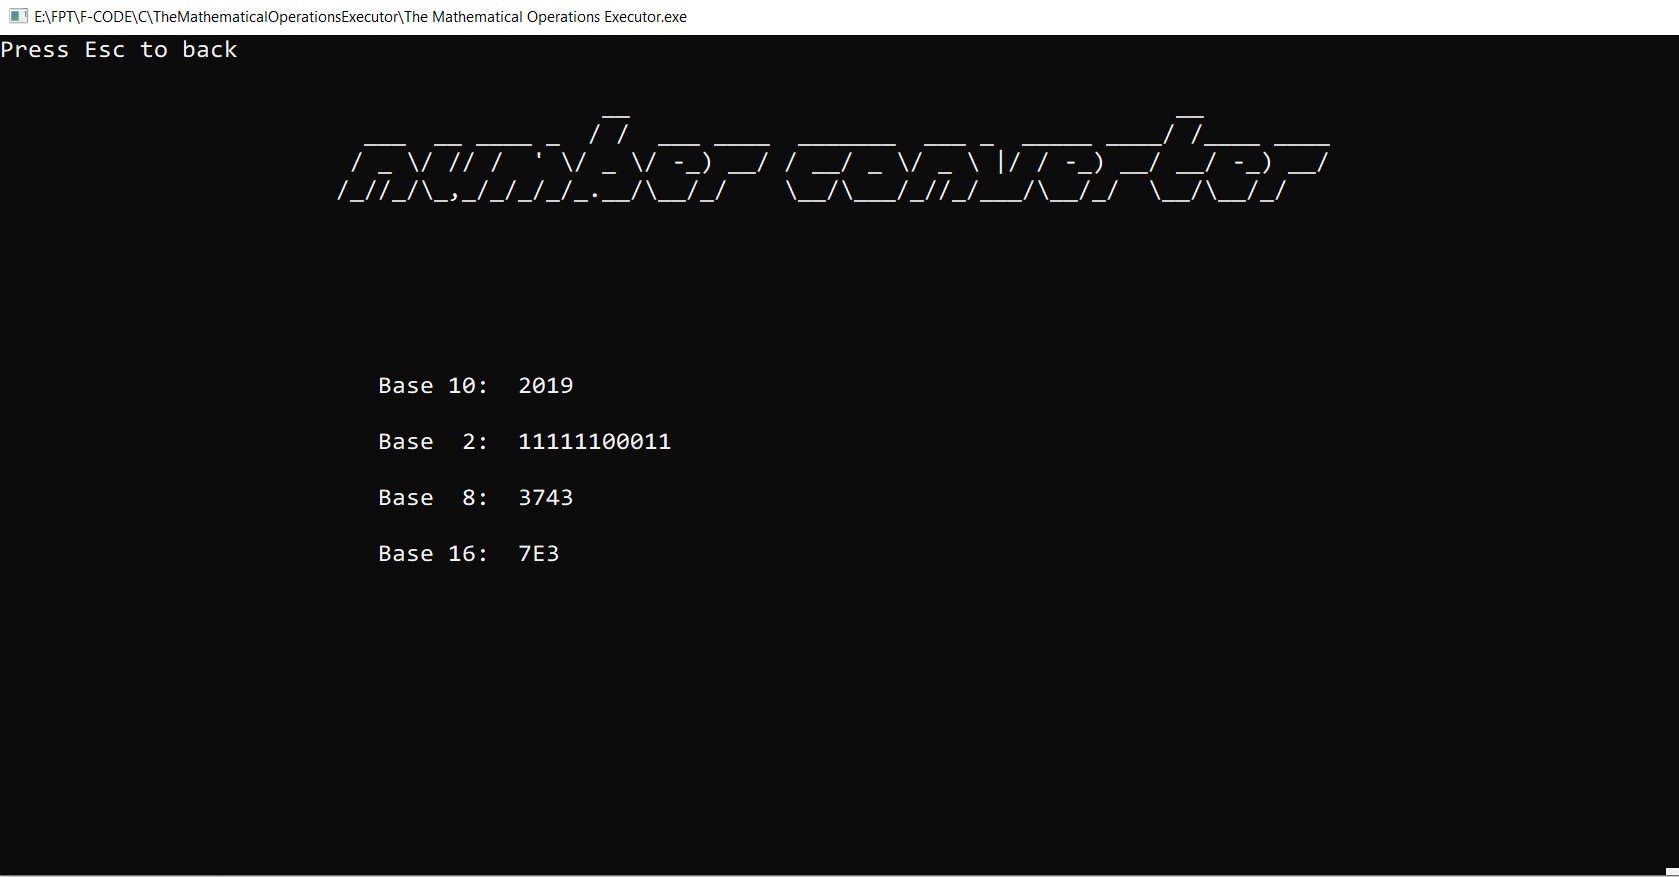 E:\FPT\F-CODE\C\TheMathematicalOperationsExecutor\The Mathematical Operations Executor.exe
Press Esc to back
number converter
Base 10:  2019
Base  2:  11111100011
Base  8:  3743
Base 16:  7E3